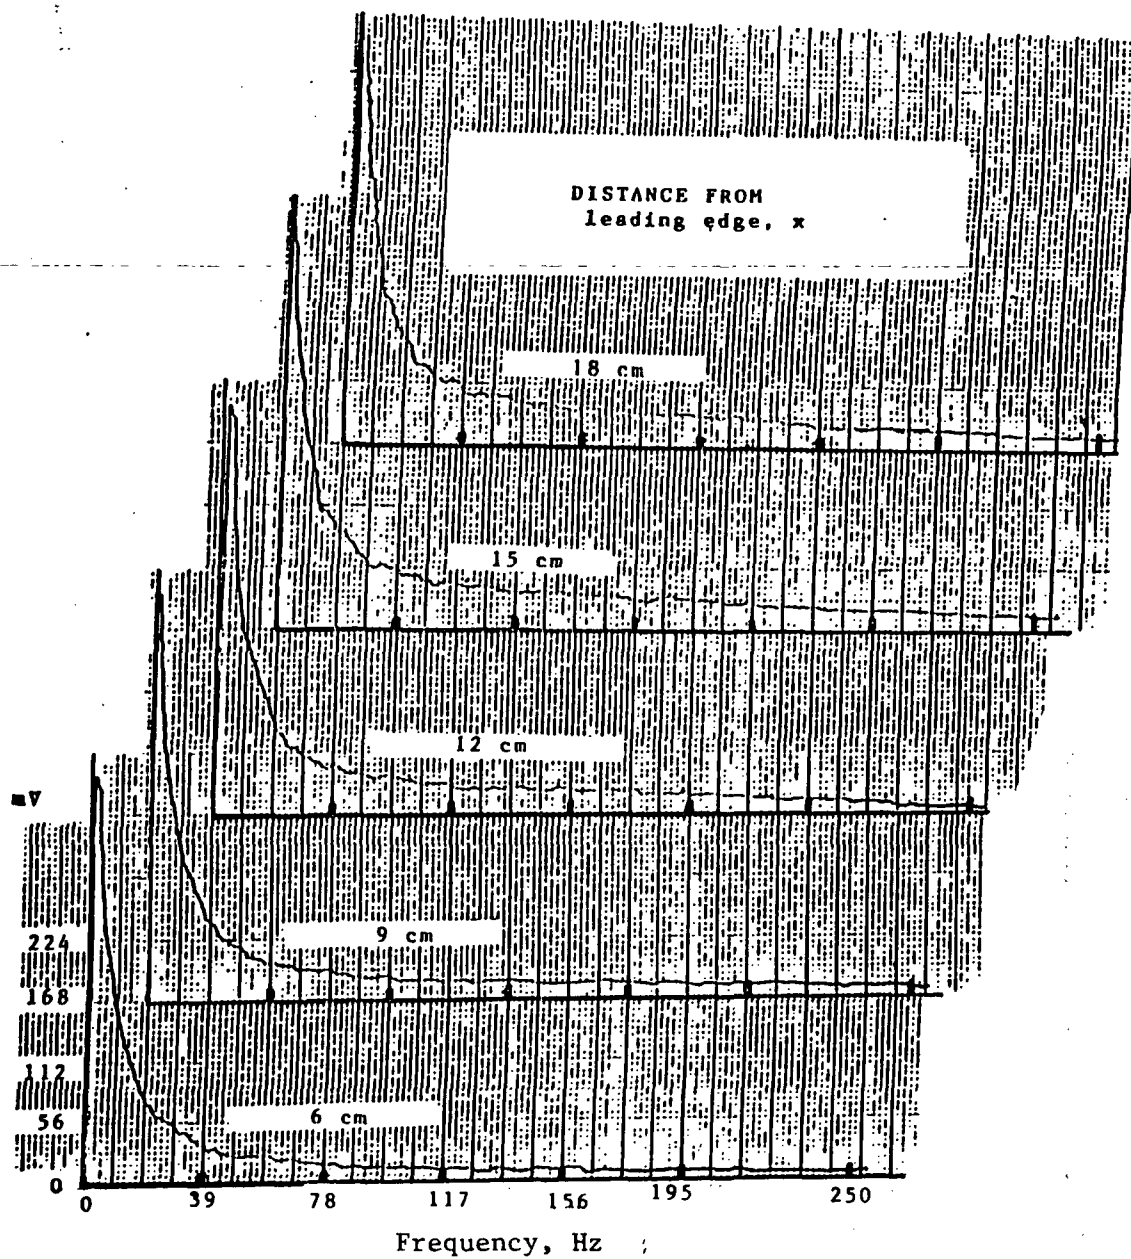 DISTANCE FROM
leading edge, x
18 cm
15 cm
12 cm
mV
9 cm
224
168
112
56
6 cm
0
0 39 78 117 156 195 250
Frequency, Hz